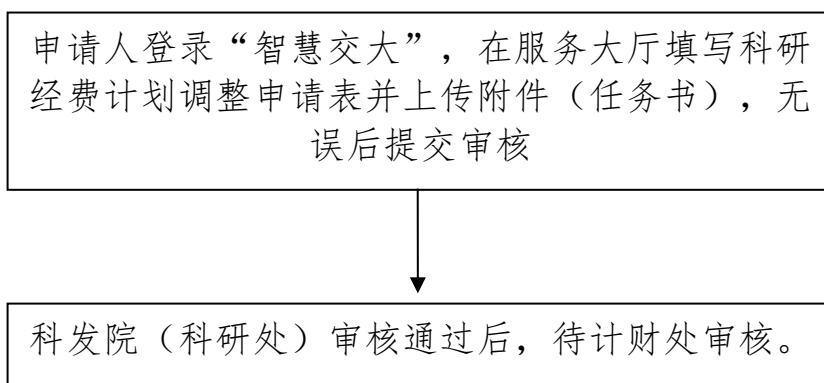 申请人登录“智慧交大”，在服务大厅填写科研
经费计划调整申请表并上传附件（任务书），无
误后提交审核
科发院（科研处）审核通过后，待计财处审核。